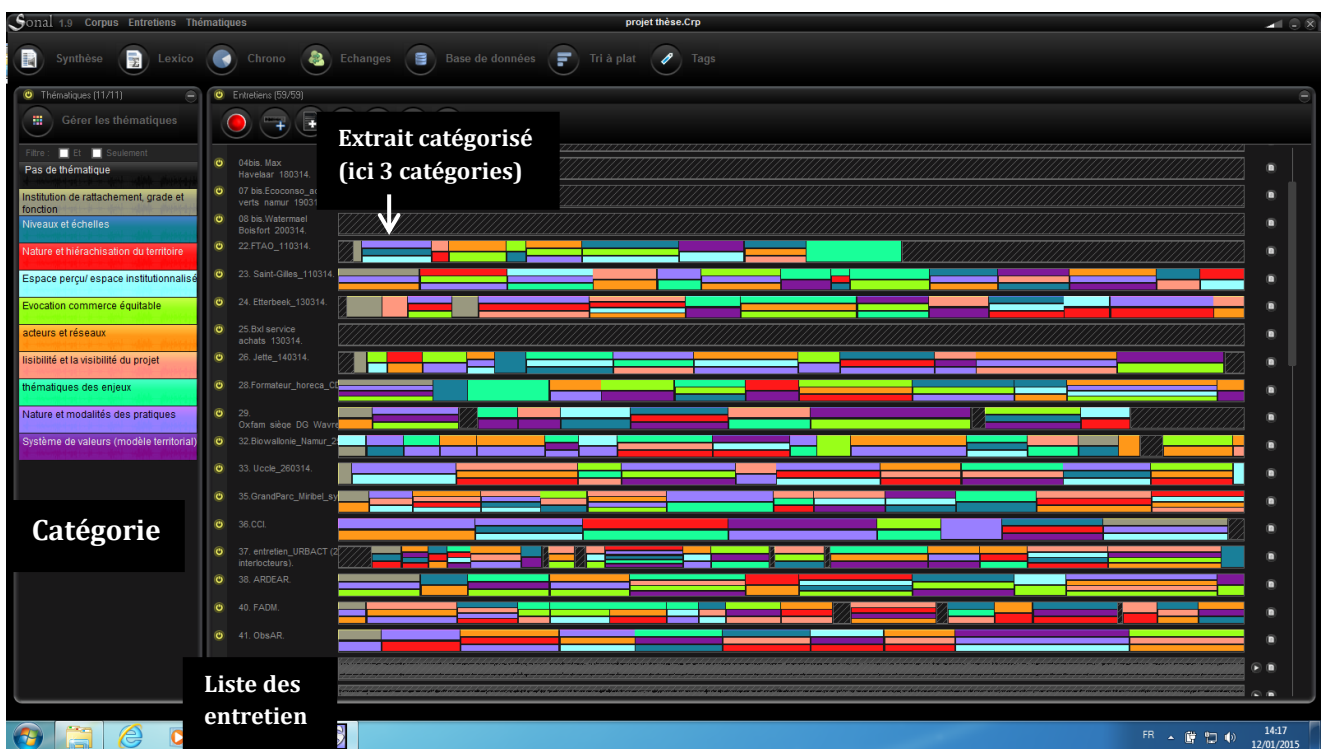 Sonal 1.9 Corpus Entretiens Thématiques
projet thèse.Crp
Synthèse Lexico Chrono Echanges Base de données Tri à plat Tags
Thématiques (11/11)
Entretiens (59/59)
Gérer les thématiques
Filtre : Et Seulement
Pas de thématique
Institution de rattachement, grade et
fonction
Niveaux et échelles
Nature et hiérachisation du territoire
Espace perçu/ espace institutionnalisé
Evocation commerce équitable
acteurs et réseaux
lisibilité et la visibilité du projet
thématiques des enjeux
Nature et modalités des pratiques
Système de valeurs (modèle territorial)
Catégorie
Extrait catégorisé
(ici 3 catégories)
04bis. Max
Havelaar 180314.
07 bis.Ecoconso_ac
verts namur 1903
08 bis.Watermael
Boisfort 200314.
22.FTAO_110314.
23. Saint-Gilles_110314.
24. Etterbeek_130314.
25.Bxl service
achats 130314.
26. Jette_140314.
28.Formateur_horeca_CD
29.
Oxfam siège DG Wavre
32.Biowallonie_Namur_2
33. Uccle_260314.
35.GrandParc_Miribel_sy
36.CCI.
37. entretien_URBACT (2
interlocteurs).
38. ARDEAR.
40. FADM.
41. ObsAR.
Liste des
entretien
FR
14:17
12/01/2015